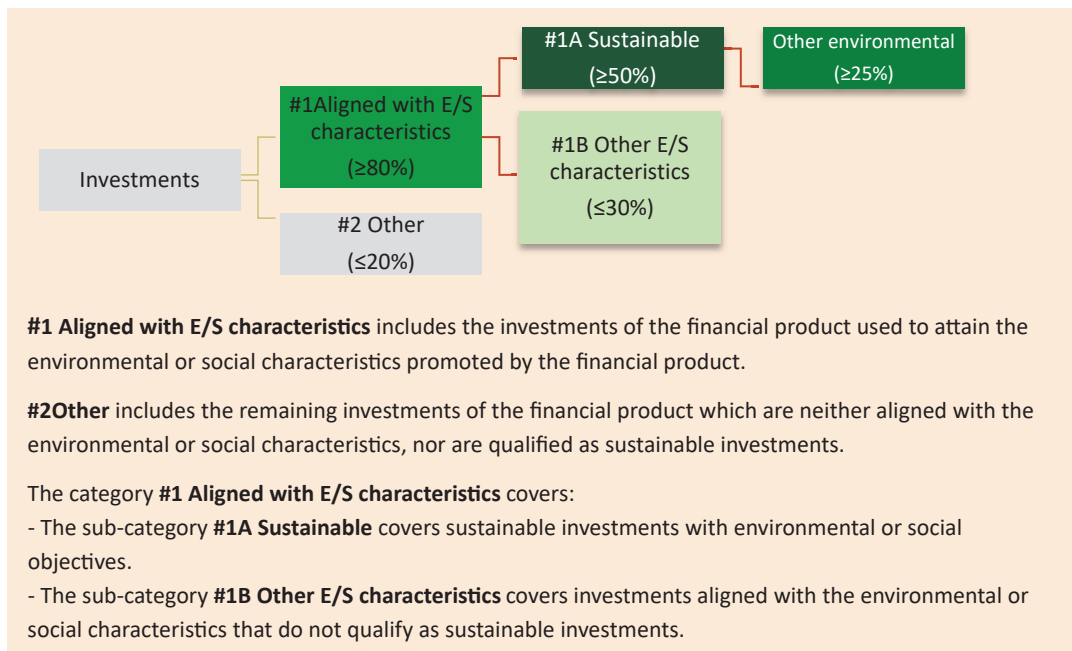 #1A Sustainable
(≥50%)
Other environmental
(≥25%)
#1Aligned with E/S
characteristics
(≥80%)
#1B Other E/S
characteristics
(≤30%)
Investments
#2 Other
(≤20%)
#1 Aligned with E/S characteristics includes the investments of the financial product used to attain the
environmental or social characteristics promoted by the financial product.
#2Other includes the remaining investments of the financial product which are neither aligned with the
environmental or social characteristics, nor are qualified as sustainable investments.
The category #1 Aligned with E/S characteristics covers:
- The sub-category #1A Sustainable covers sustainable investments with environmental or social
objectives.
- The sub-category #1B Other E/S characteristics covers investments aligned with the environmental or
social characteristics that do not qualify as sustainable investments.